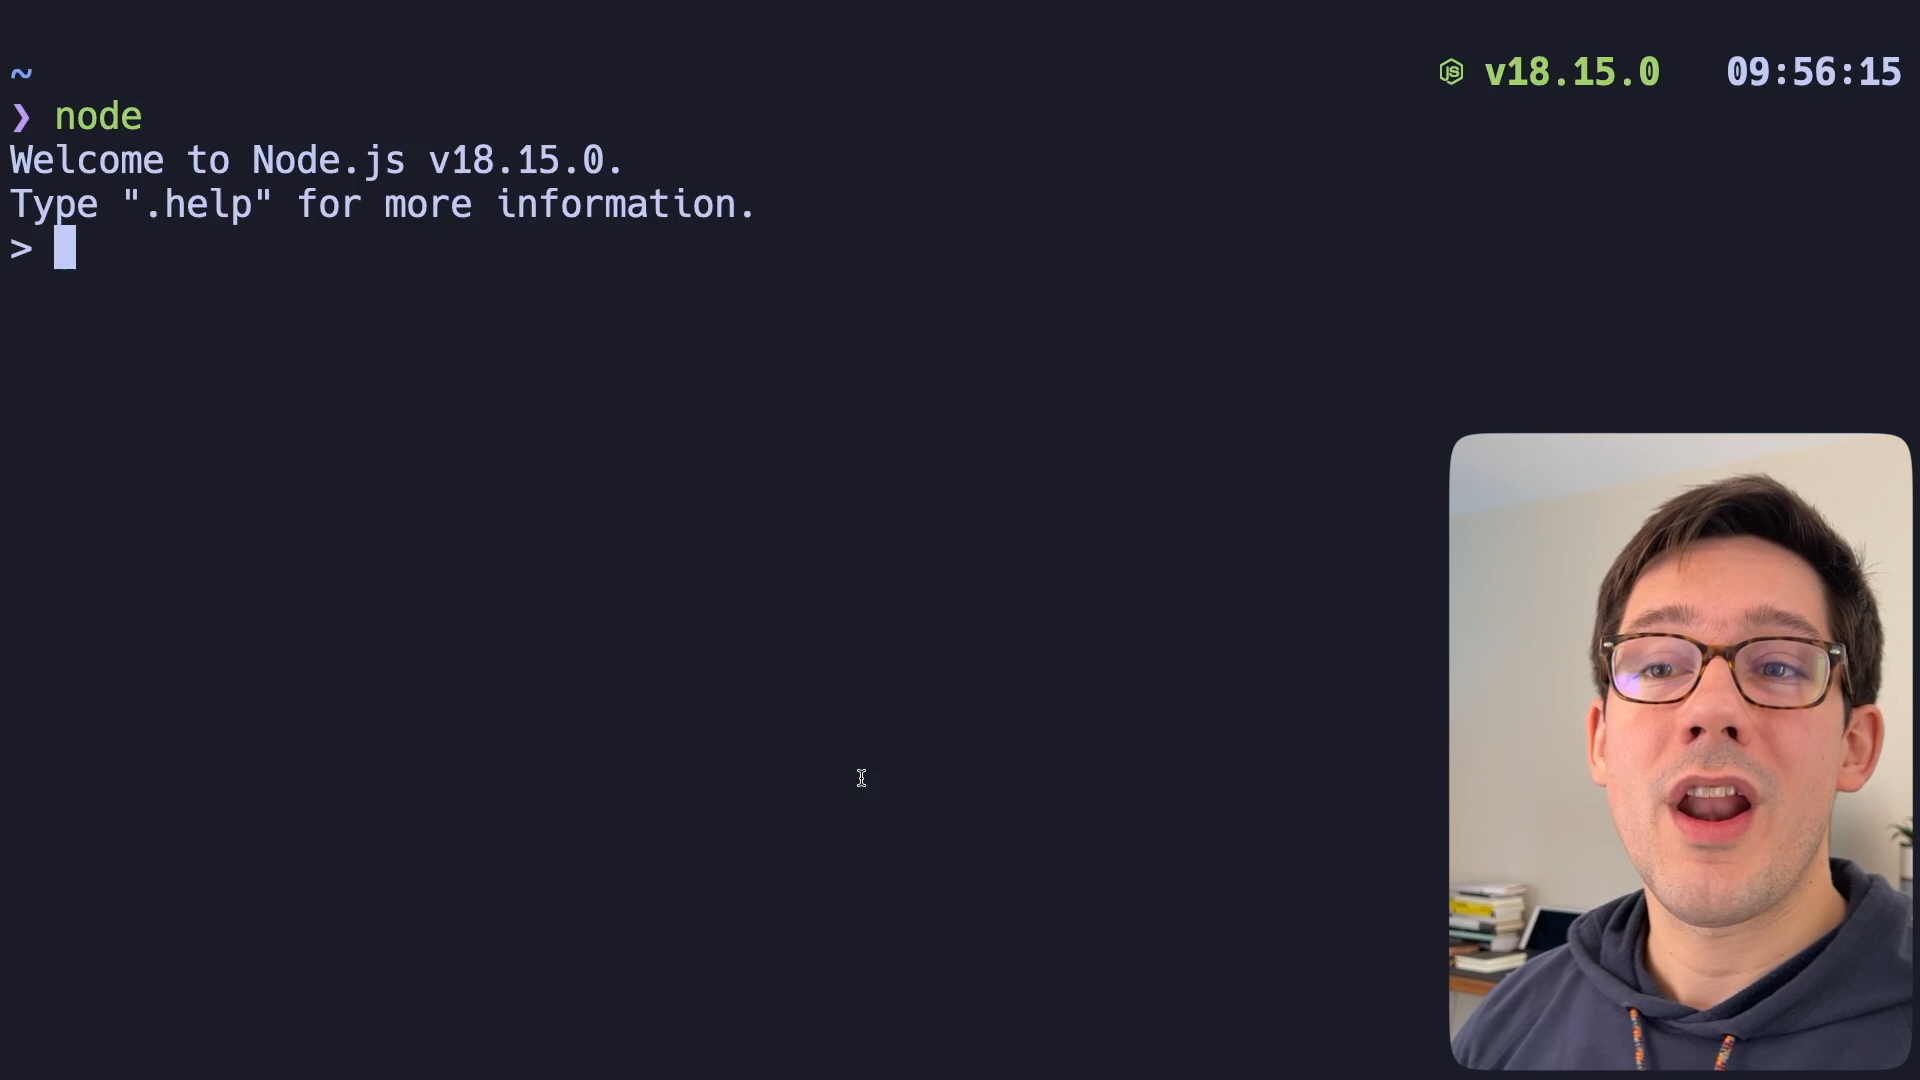 ~ v18.15.0 09:56:15
❯ node
Welcome to Node.js v18.15.0.
Type ".help" for more information.
>